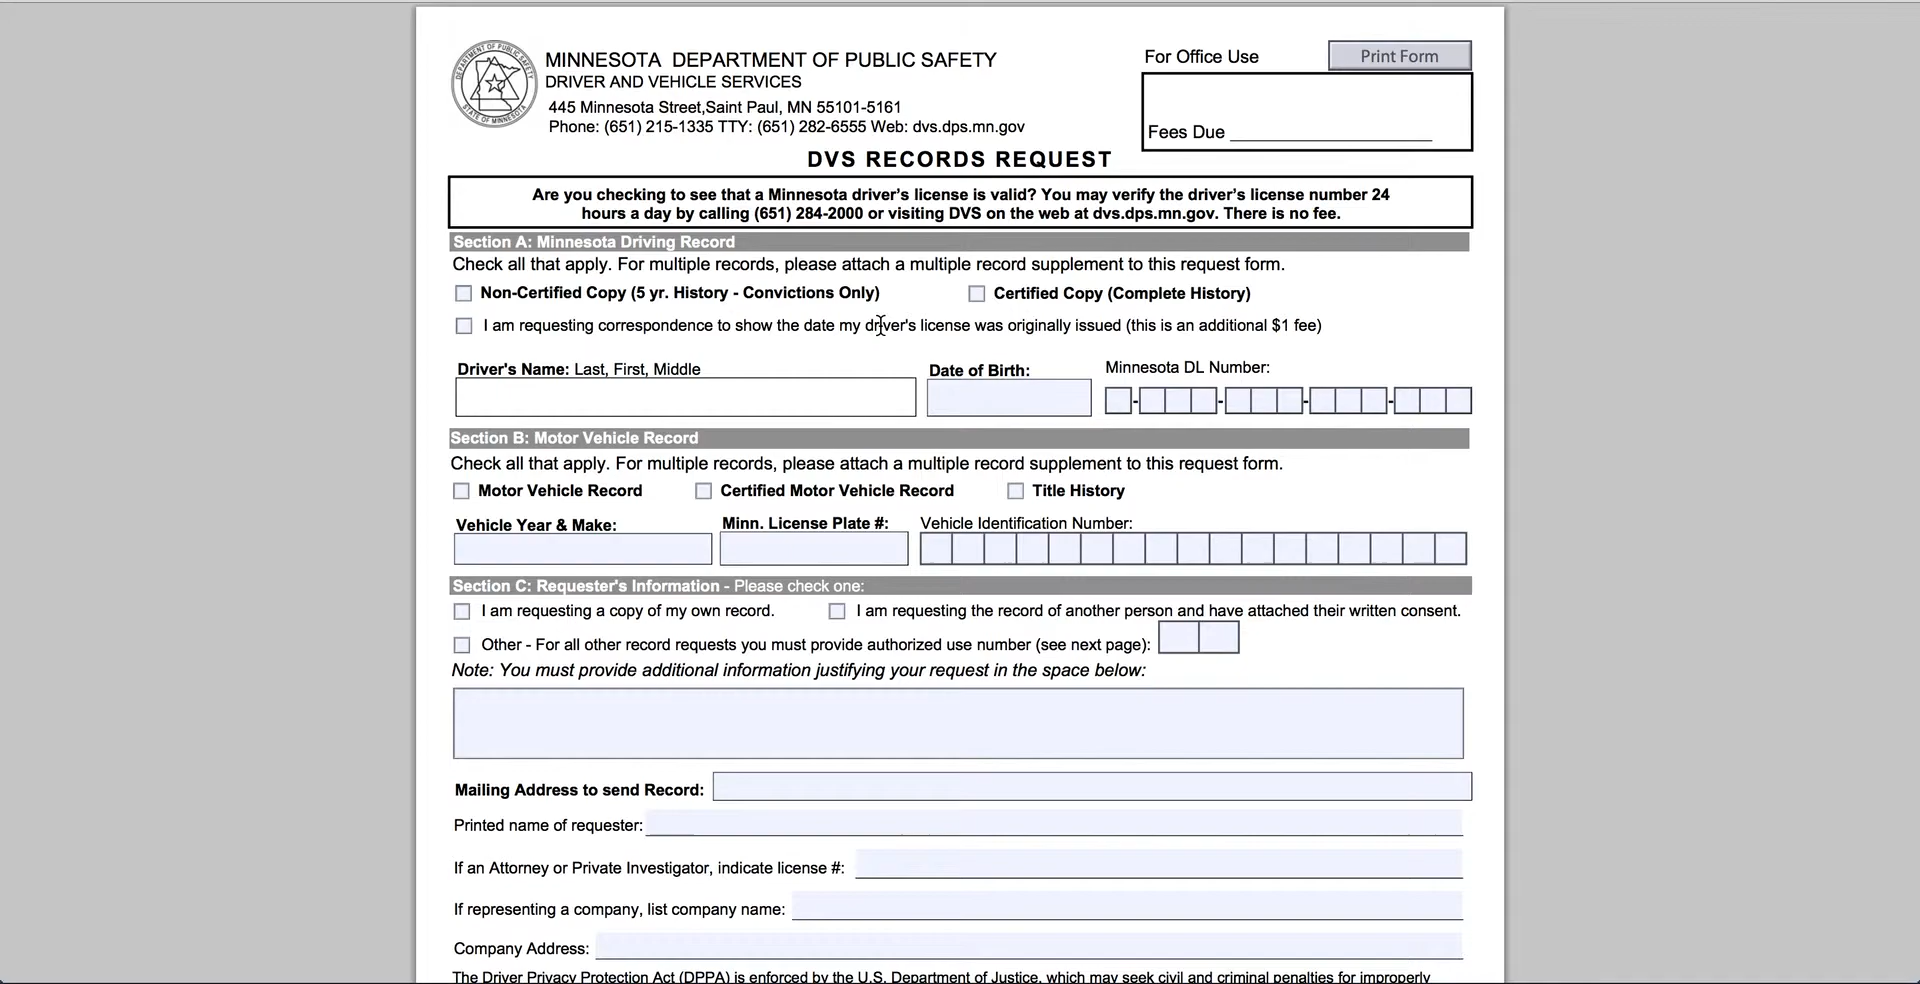 DEPARTMENT OF PUBLIC SAFETY
STATE OF MINNESOTA
MINNESOTA DEPARTMENT OF PUBLIC SAFETY
DRIVER AND VEHICLE SERVICES
445 Minnesota Street,Saint Paul, MN 55101-5161
Phone: (651) 215-1335 TTY: (651) 282-6555 Web: dvs.dps.mn.gov
For Office Use
Print Form
Fees Due
DVS RECORDS REQUEST
Are you checking to see that a Minnesota driver’s license is valid? You may verify the driver’s license number 24
hours a day by calling (651) 284-2000 or visiting DVS on the web at dvs.dps.mn.gov. There is no fee.
Section A: Minnesota Driving Record
Check all that apply. For multiple records, please attach a multiple record supplement to this request form.
Non-Certified Copy (5 yr. History - Convictions Only) Certified Copy (Complete History)
I am requesting correspondence to show the date my driver's license was originally issued (this is an additional $1 fee)
Driver's Name: Last, First, Middle Date of Birth: Minnesota DL Number:
- - - -
Section B: Motor Vehicle Record
Check all that apply. For multiple records, please attach a multiple record supplement to this request form.
Motor Vehicle Record Certified Motor Vehicle Record Title History
Vehicle Year & Make: Minn. License Plate #: Vehicle Identification Number:
Section C: Requester's Information - Please check one:
I am requesting a copy of my own record. I am requesting the record of another person and have attached their written consent.
Other - For all other record requests you must provide authorized use number (see next page):
Note: You must provide additional information justifying your request in the space below:
Mailing Address to send Record:
Printed name of requester:
If an Attorney or Private Investigator, indicate license #:
If representing a company, list company name:
Company Address:
The Driver Privacy Protection Act (DPPA) is enforced by the U.S. Department of Justice, which may seek civil and criminal penalties for improperly